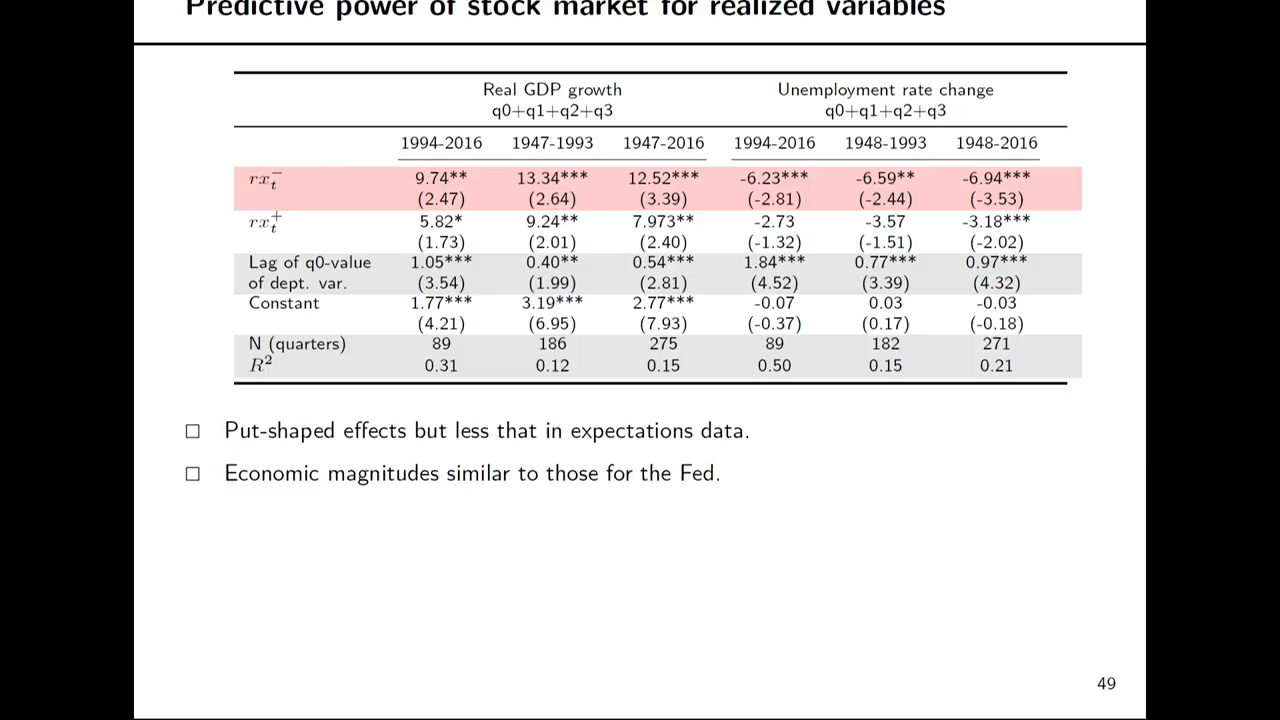 Predictive power of stock market for realized variables
Real GDP growth Unemployment rate change
q0+q1+q2+q3 q0+q1+q2+q3
1994-2016 1947-1993 1947-2016 1994-2016 1948-1993 1948-2016
rx⁻ₜ 9.74** 13.34*** 12.52*** -6.23*** -6.59** -6.94***
(2.47) (2.64) (3.39) (-2.81) (-2.44) (-3.53)
rx⁺ₜ 5.82* 9.24** 7.973** -2.73 -3.57 -3.18***
(1.73) (2.01) (2.40) (-1.32) (-1.51) (-2.02)
Lag of q0-value 1.05*** 0.40** 0.54*** 1.84*** 0.77*** 0.97***
of dept. var. (3.54) (1.99) (2.81) (4.52) (3.39) (4.32)
Constant 1.77*** 3.19*** 2.77*** -0.07 0.03 -0.03
(4.21) (6.95) (7.93) (-0.37) (0.17) (-0.18)
N (quarters) 89 186 275 89 182 271
R² 0.31 0.12 0.15 0.50 0.15 0.21
□ Put-shaped effects but less that in expectations data.
□ Economic magnitudes similar to those for the Fed.
49